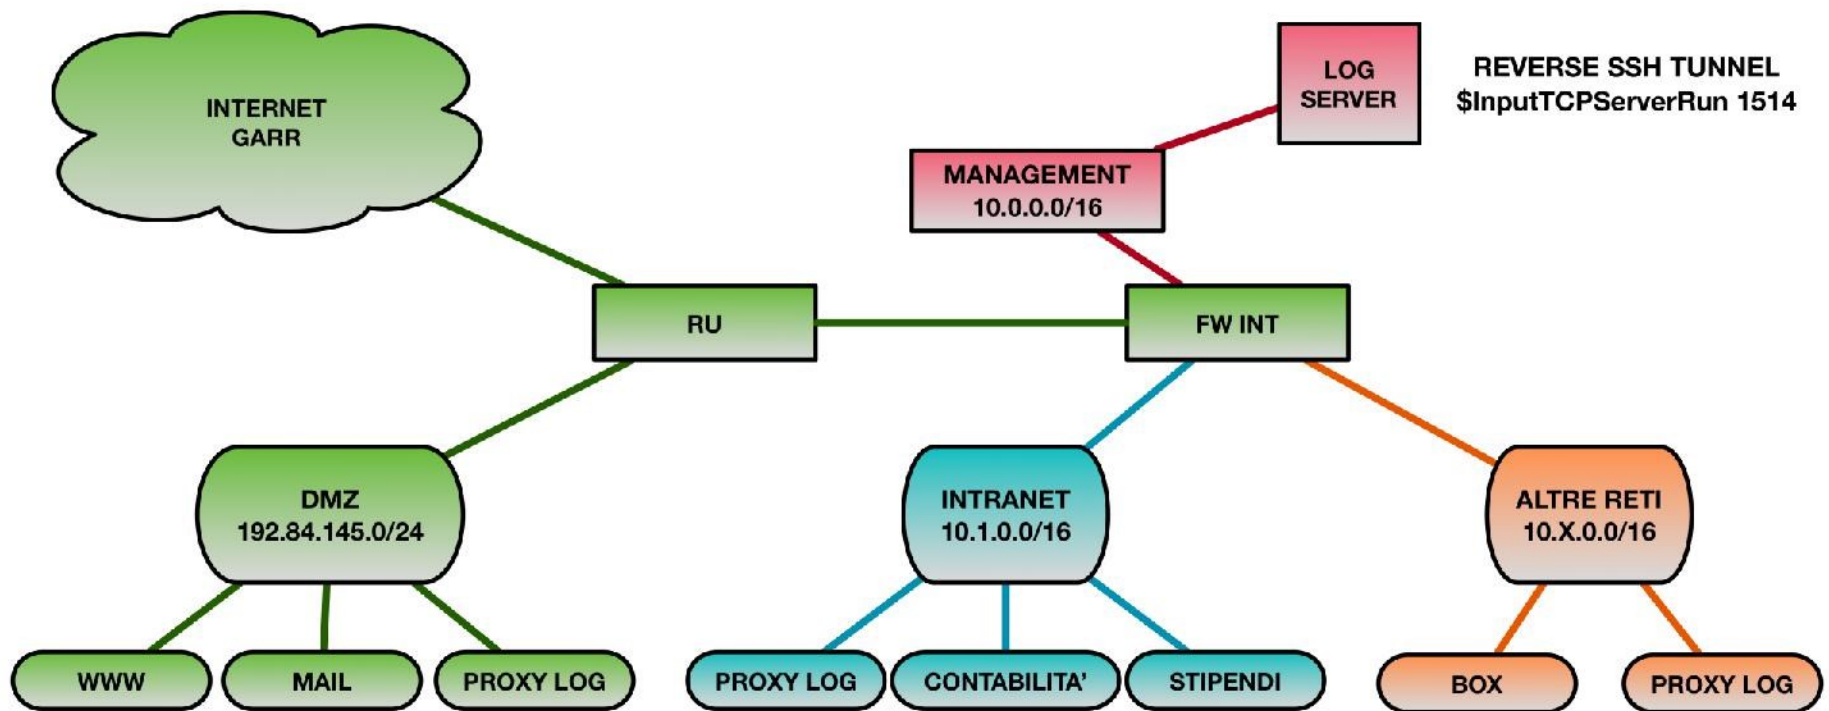 INTERNET
GARR
LOG
SERVER
REVERSE SSH TUNNEL
$InputTCPServerRun 1514
MANAGEMENT
10.0.0.0/16
RU
FW INT
DMZ
192.84.145.0/24
INTRANET
10.1.0.0/16
ALTRE RETI
10.X.0.0/16
WWW
MAIL
PROXY LOG
PROXY LOG
CONTABILITA'
STIPENDI
BOX
PROXY LOG